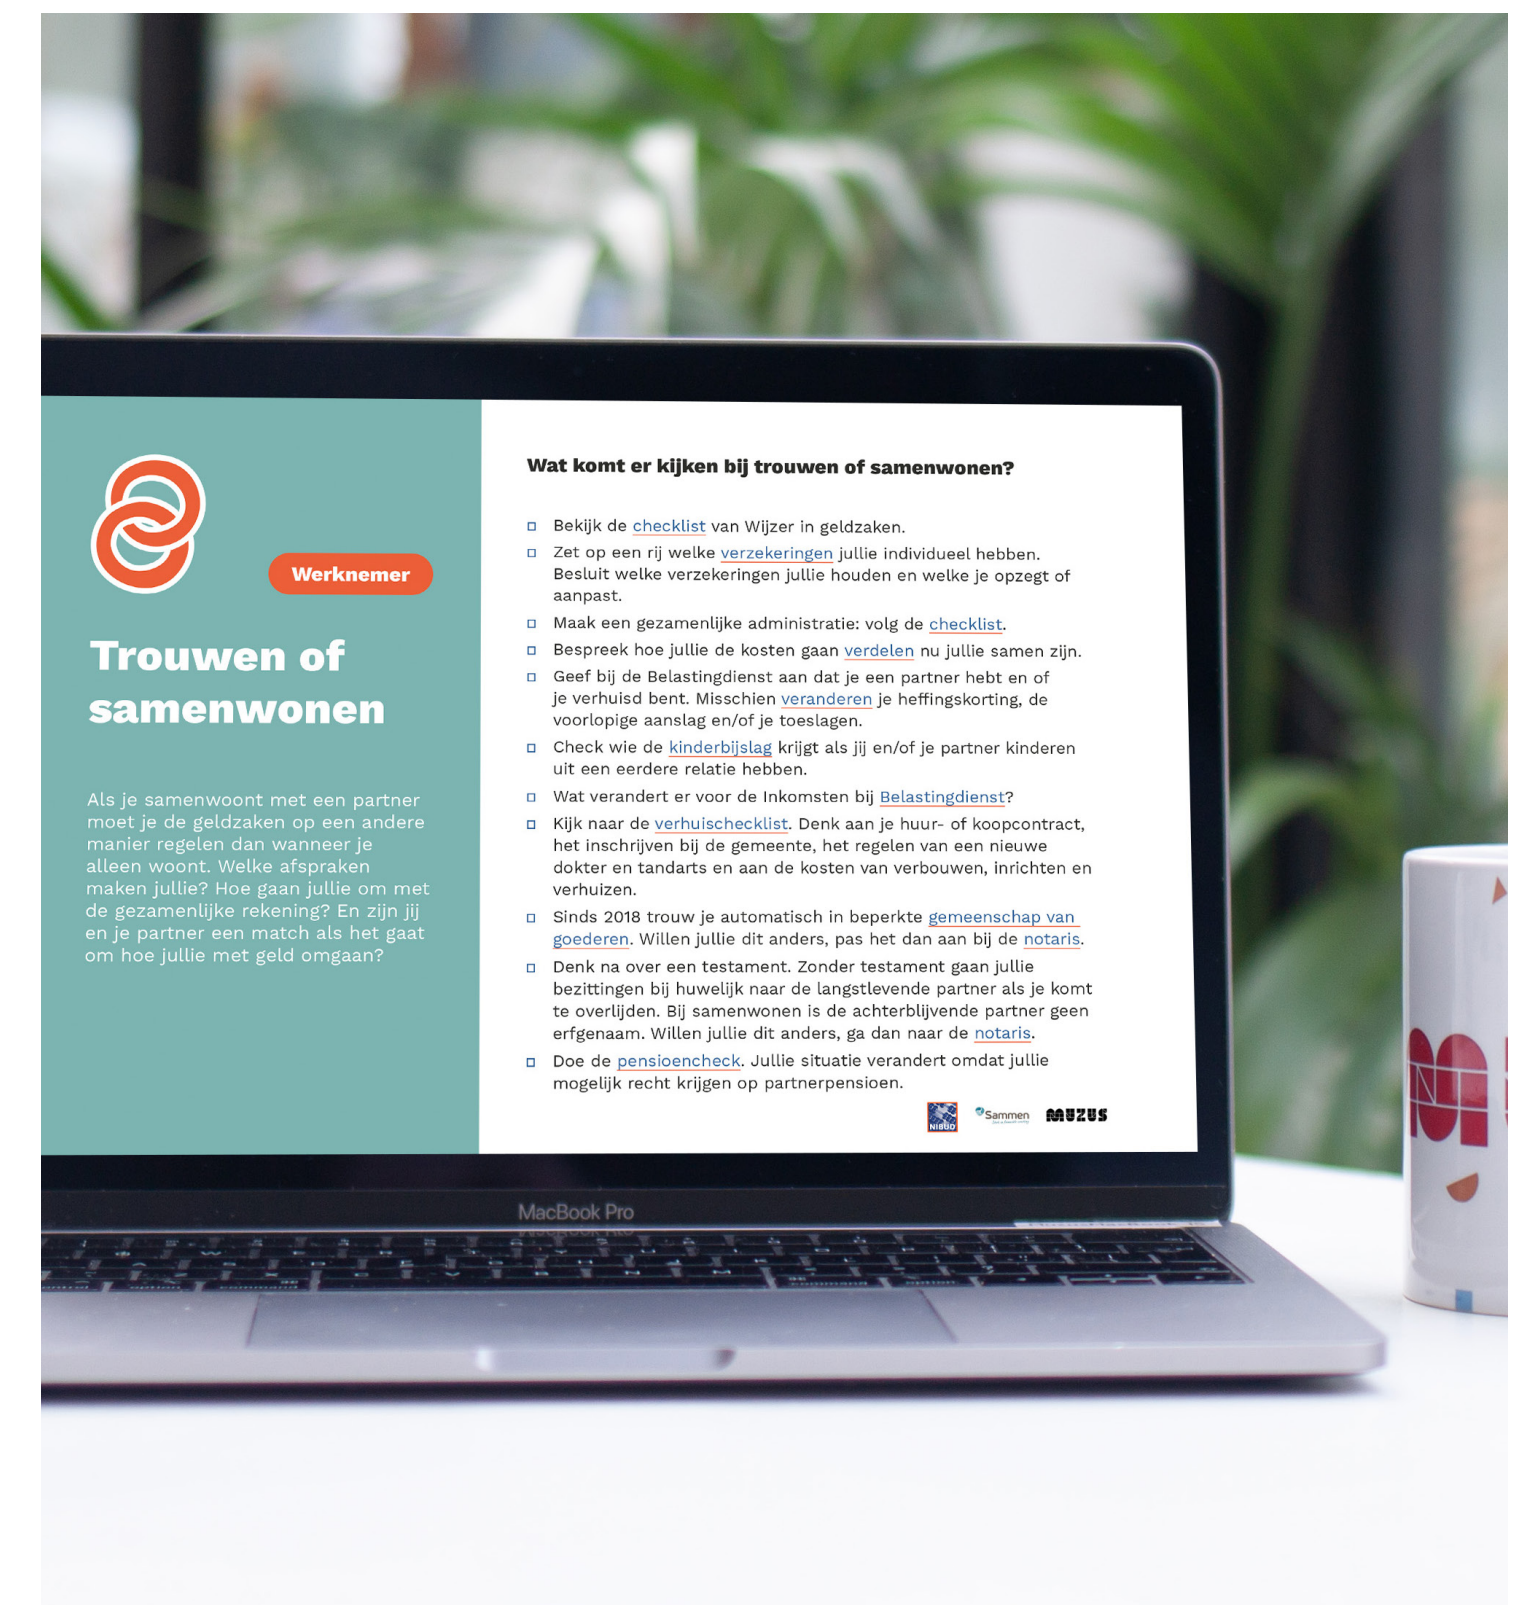 Werknemer
Trouwen of
samenwonen
Als je samenwoont met een partner
moet je de geldzaken op een andere
manier regelen dan wanneer je
alleen woont. Welke afspraken
maken jullie? Hoe gaan jullie om met
de gezamenlijke rekening? En zijn jij
en je partner een match als het gaat
om hoe jullie met geld omgaan?
Wat komt er kijken bij trouwen of samenwonen?
Bekijk de checklist van Wijzer in geldzaken.
Zet op een rij welke verzekeringen jullie individueel hebben.
Besluit welke verzekeringen jullie houden en welke je opzegt of
aanpast.
Maak een gezamenlijke administratie: volg de checklist.
Bespreek hoe jullie de kosten gaan verdelen nu jullie samen zijn.
Geef bij de Belastingdienst aan dat je een partner hebt en of
je verhuisd bent. Misschien veranderen je heffingskorting, de
voorlopige aanslag en/of je toeslagen.
Check wie de kinderbijslag krijgt als jij en/of je partner kinderen
uit een eerdere relatie hebben.
Wat verandert er voor de Inkomsten bij Belastingdienst?
Kijk naar de verhuischecklist. Denk aan je huur- of koopcontract,
het inschrijven bij de gemeente, het regelen van een nieuwe
dokter en tandarts en aan de kosten van verbouwen, inrichten en
verhuizen.
Sinds 2018 trouw je automatisch in beperkte gemeenschap van
goederen. Willen jullie dit anders, pas het dan aan bij de notaris.
Denk na over een testament. Zonder testament gaan jullie
bezittingen bij huwelijk naar de langstlevende partner als je komt
te overlijden. Bij samenwonen is de achterblijvende partner geen
erfgenaam. Willen jullie dit anders, ga dan naar de notaris.
Doe de pensioencheck. Jullie situatie verandert omdat jullie
mogelijk recht krijgen op partnerpensioen.
NIBUD
Sammen
MUZUS
MacBook Pro